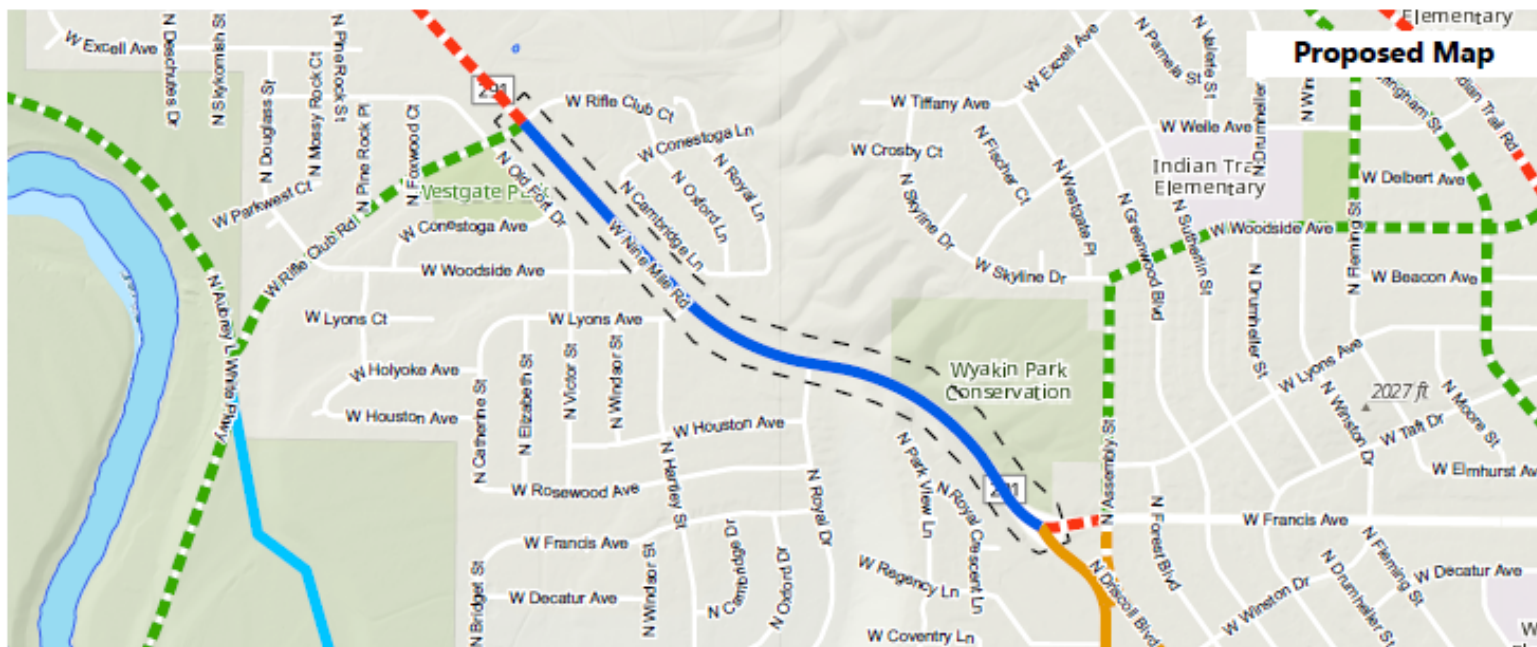 Elementary
Proposed Map
W Excell Ave
N Deschutes Dr
N Skykomish St
N Douglass St
N Mossy Rock Ct
N Pine Rock St
N Pine Rock Pl
N Foxwood Ct
291
W Rifle Club Ct
W Conestoga Ln
N Oxford Ln
N Royal Ln
N Cambridge Ln
N Old Fort Dr
Westgate Park
W Parkwest Ct
W Rifle Club Rd
W Conestoga Ave
W Woodside Ave
W Nine Mile Rd
N Aubrey L White Pkwy
W Lyons Ct
W Lyons Ave
W Holyoke Ave
W Houston Ave
N Catherine St
N Elizabeth St
N Victor St
N Windsor St
W Houston Ave
W Rosewood Ave
N Hartley St
N Royal Dr
W Francis Ave
W Decatur Ave
N Bridget St
N Windsor St
N Cambridge Dr
N Oxford Dr
W Tiffany Ave
W Excell Ave
N Pamela St
N Valerie St
N Drumheller
Indian Trail Rd
W Weile Ave
W Crosby Ct
N Fischer Ct
N Westgate Pl
N Skyline Dr
W Skyline Dr
Indian Tra
Elementary
N Greenwood Blvd
N Sutherlin St
W Woodside Ave
W Delbert Ave
N Fleming St
W Beacon Ave
N Drumheller St
Wyakin Park
Conservation
N Assembly St
W Lyons Ave
2027 ft
N Winston Dr
W Taft Dr
N Moore St
W Elmhurst Av
N Park View Ln
N Royal Crescent Ln
291
W Francis Ave
N Forest Blvd
N Driscoll Blvd
W Regency Ln
W Coventry Ln
W Winston Dr
N Drumheller St
N Fleming St
W Decatur Ave